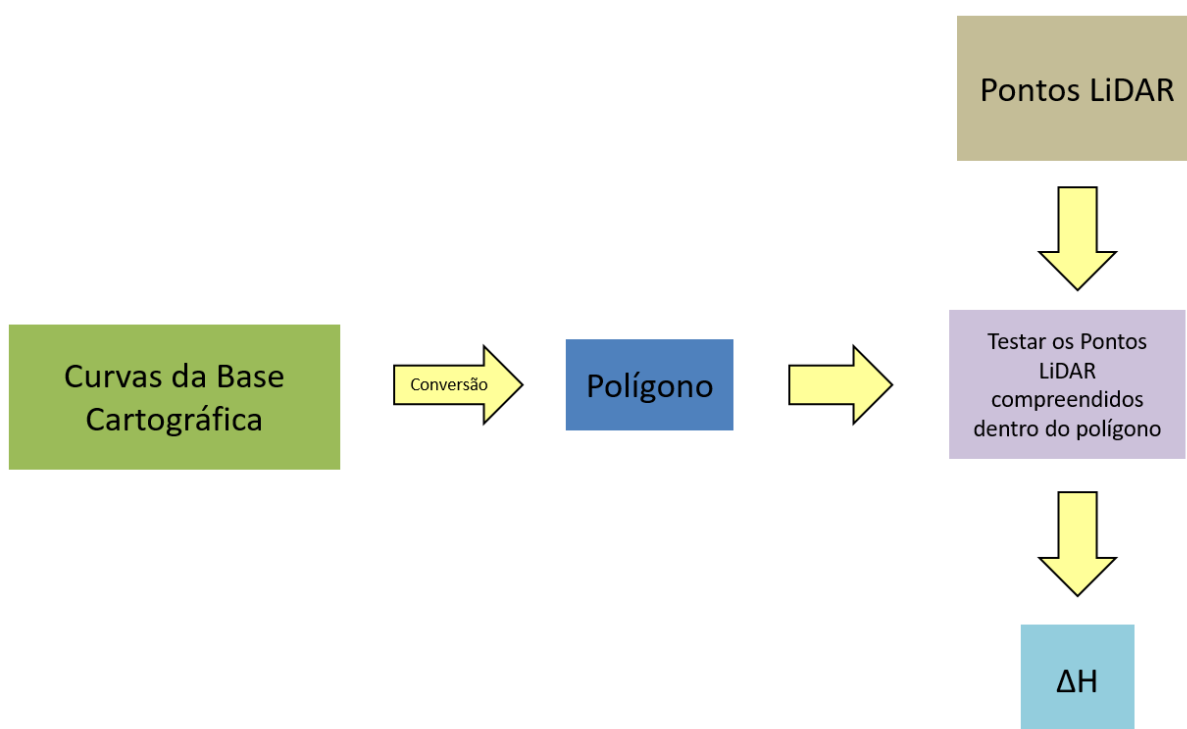 Pontos LiDAR
Curvas da Base
Cartográfica
Conversão
Polígono
Testar os Pontos
LiDAR
compreendidos
dentro do polígono
ΔH